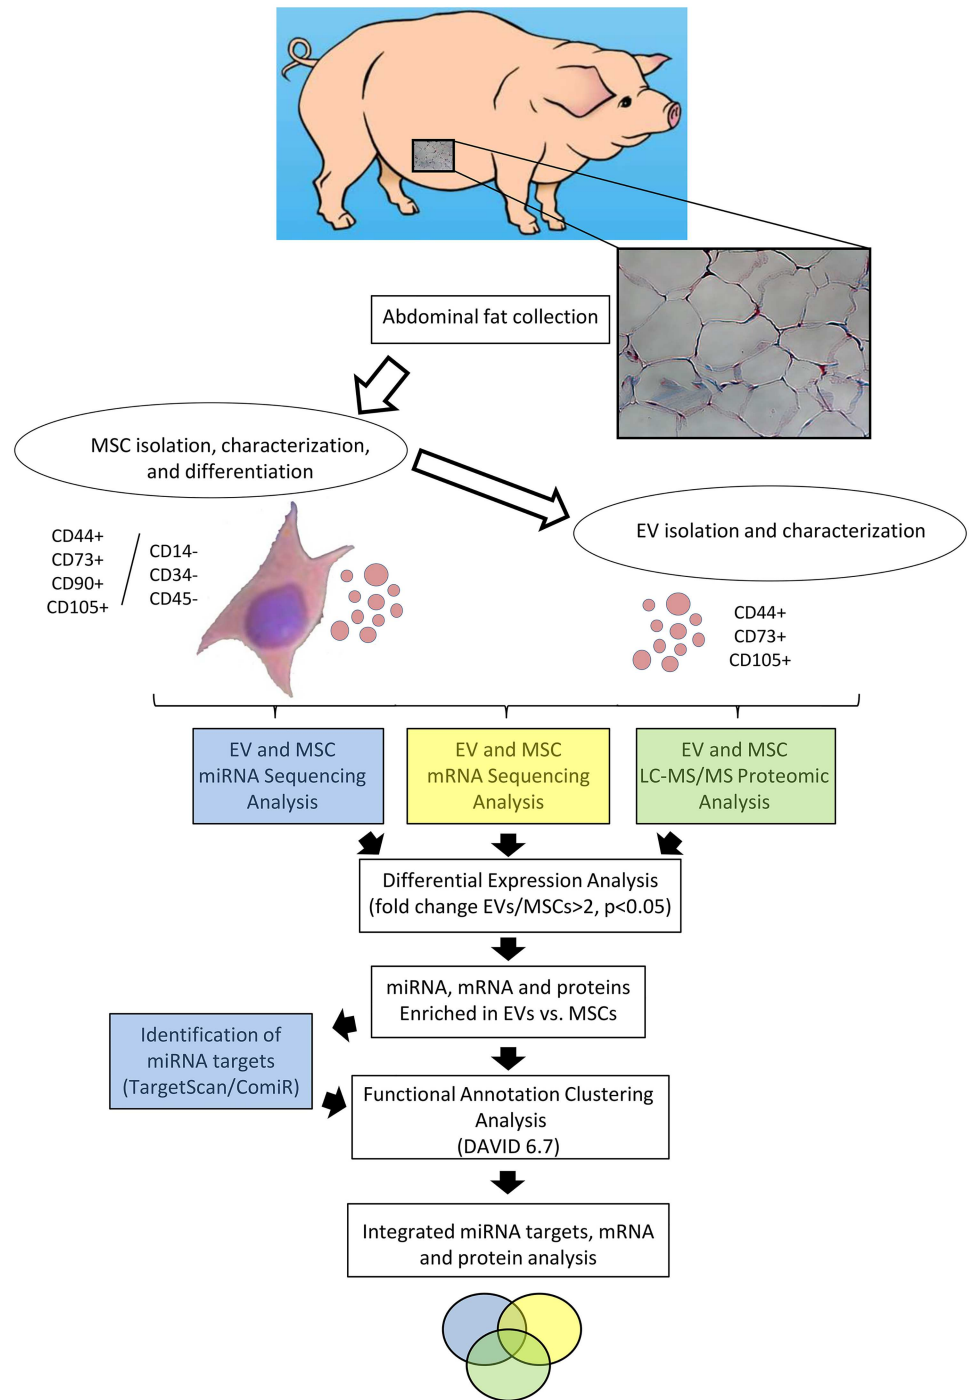 Abdominal fat collection
MSC isolation, characterization,
and differentiation
EV isolation and characterization
CD44+
CD73+
CD90+
CD105+
/
CD14-
CD34-
CD45-
CD44+
CD73+
CD105+
EV and MSC
miRNA Sequencing
Analysis
EV and MSC
mRNA Sequencing
Analysis
EV and MSC
LC-MS/MS Proteomic
Analysis
Differential Expression Analysis
(fold change EVs/MSCs>2, p<0.05)
miRNA, mRNA and proteins
Enriched in EVs vs. MSCs
Identification of
miRNA targets
(TargetScan/ComiR)
Functional Annotation Clustering
Analysis
(DAVID 6.7)
Integrated miRNA targets, mRNA
and protein analysis